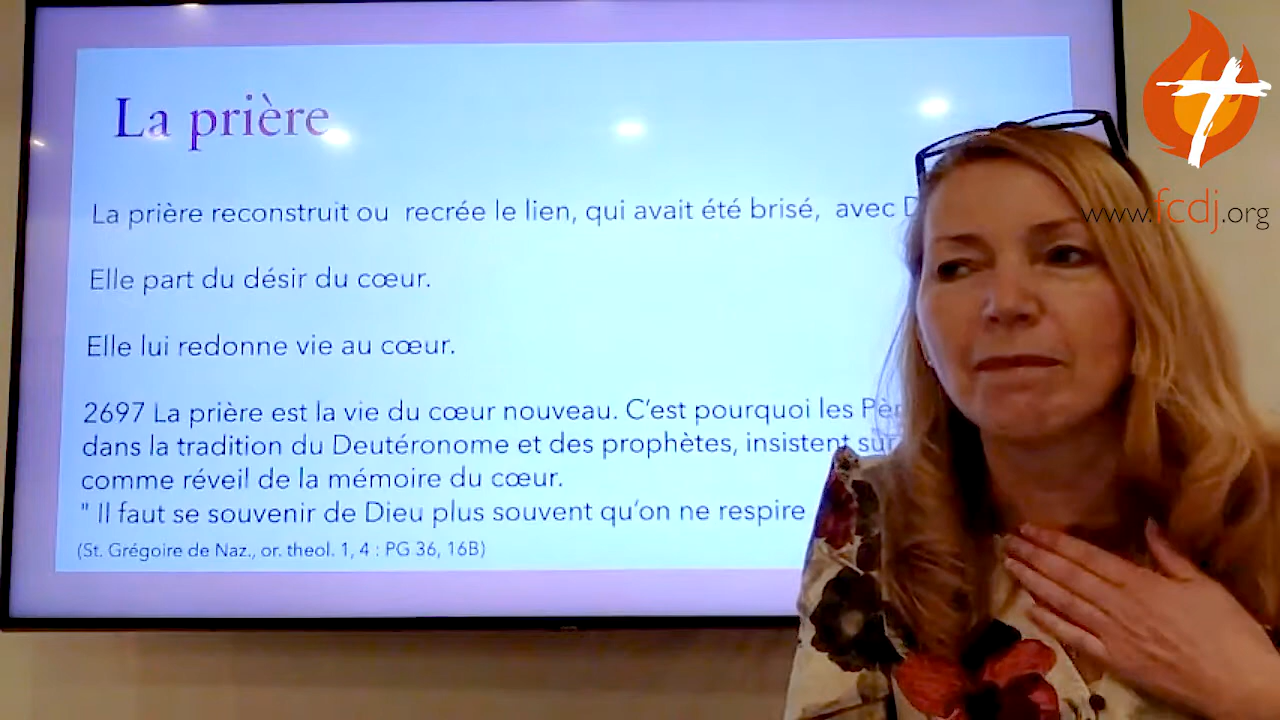 La prière
La prière reconstruit ou recrée le lien, qui avait été brisé, avec
Elle part du désir du cœur.
Elle lui redonne vie au cœur.
2697 La prière est la vie du cœur nouveau. C'est pourquoi les
dans la tradition du Deutéronome et des prophètes, insistent sur
comme réveil de la mémoire du cœur.
" Il faut se souvenir de Dieu plus souvent qu'on ne respire
(St. Grégoire de Naz., or. theol. 1, 4 : PG 36, 16B)
www.fcdj.org